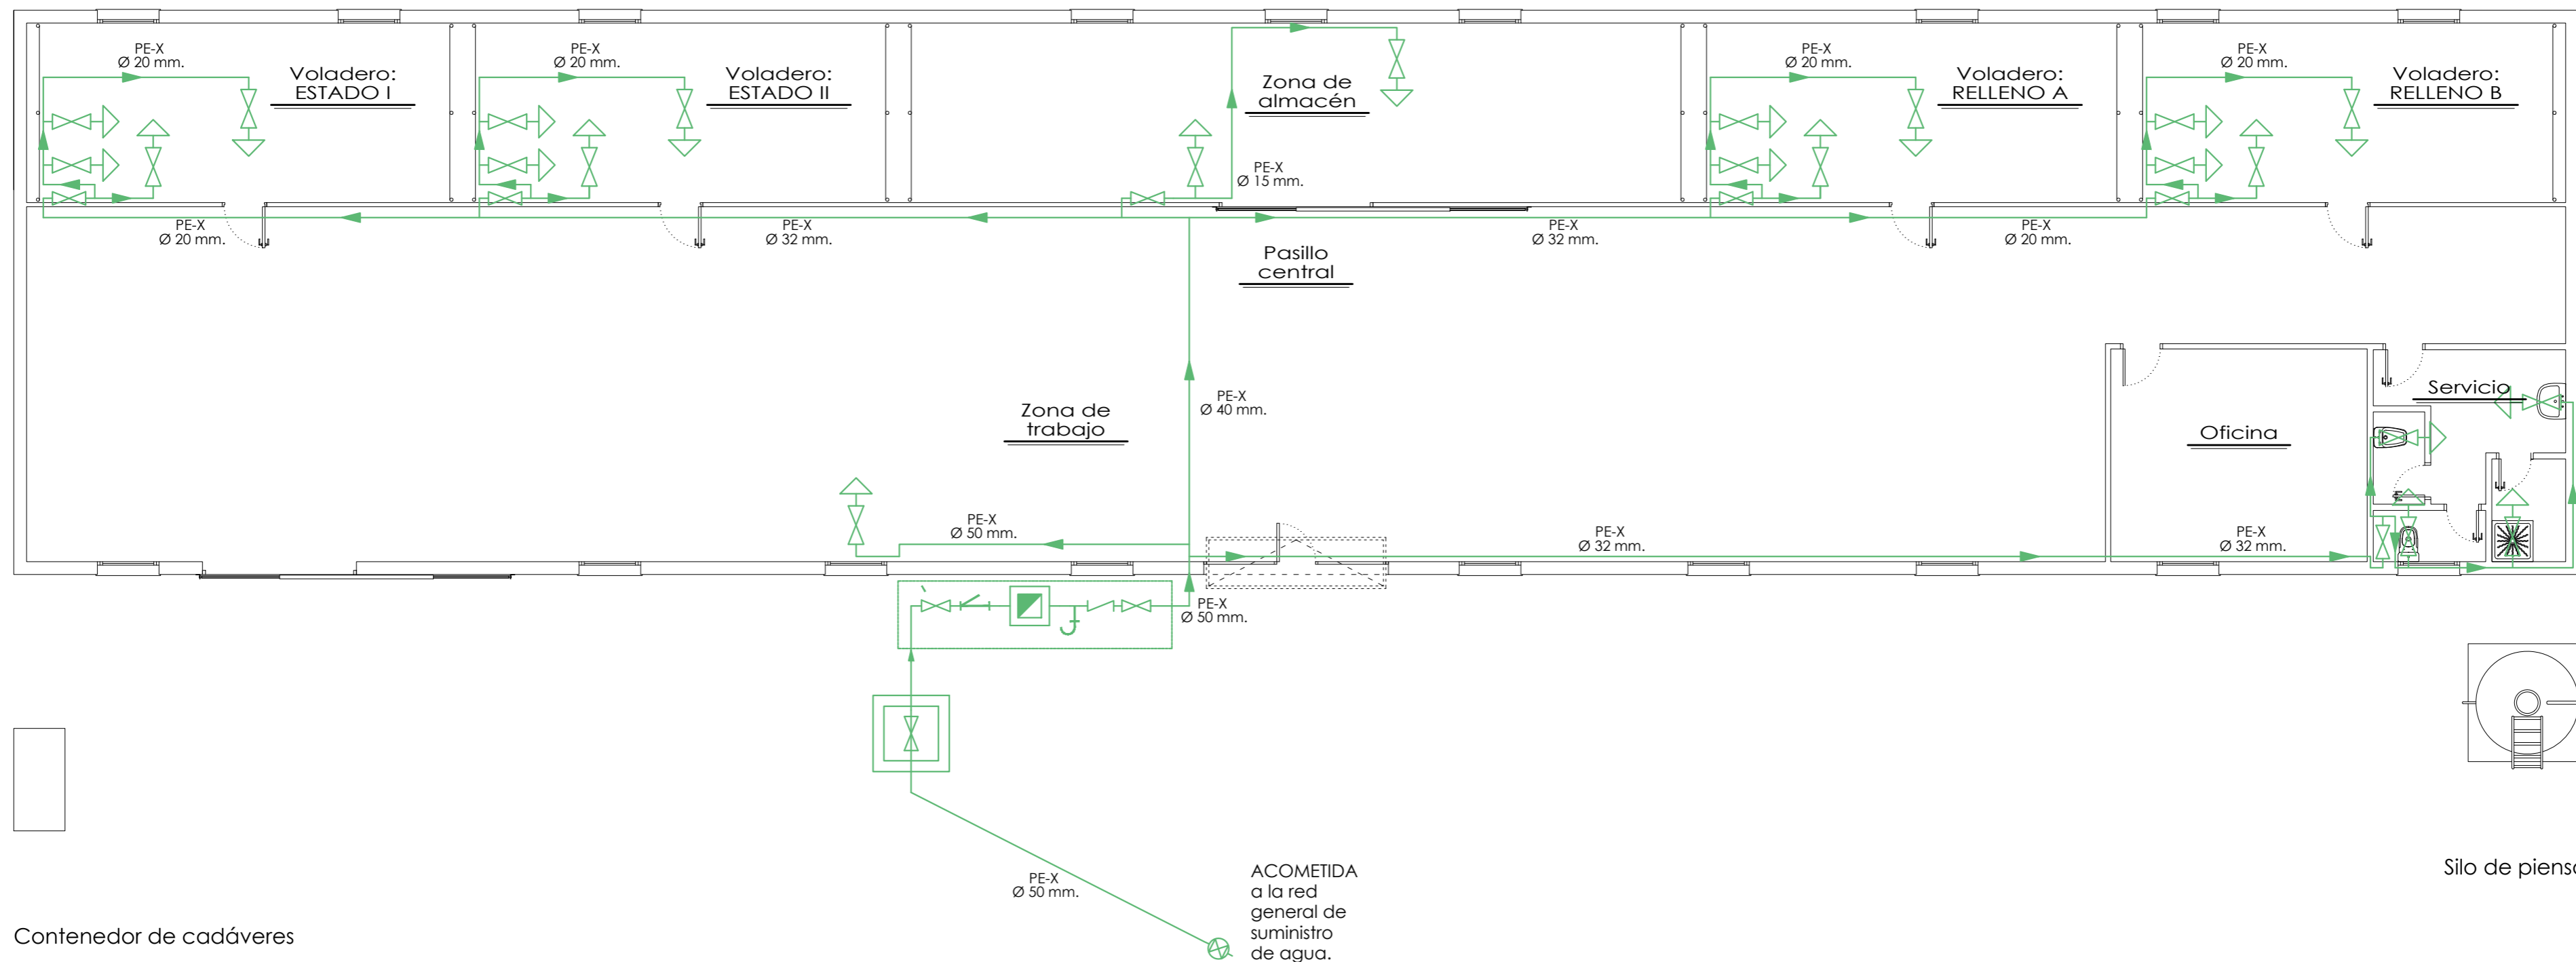 PE-X
Ø 20 mm.
Voladero:
ESTADO I
PE-X
Ø 20 mm.
Voladero:
ESTADO II
Zona de
almacén
PE-X
Ø 20 mm.
Voladero:
RELLENO A
PE-X
Ø 20 mm.
Voladero:
RELLENO B
PE-X
Ø 15 mm.
PE-X
Ø 20 mm.
PE-X
Ø 32 mm.
PE-X
Ø 32 mm.
PE-X
Ø 20 mm.
Pasillo
central
PE-X
Ø 40 mm.
Zona de
trabajo
Servicio
Oficina
PE-X
Ø 50 mm.
PE-X
Ø 32 mm.
PE-X
Ø 32 mm.
PE-X
Ø 50 mm.
PE-X
Ø 50 mm.
ACOMETIDA
a la red
general de
suministro
de agua.
Silo de pienso
Contenedor de cadáveres